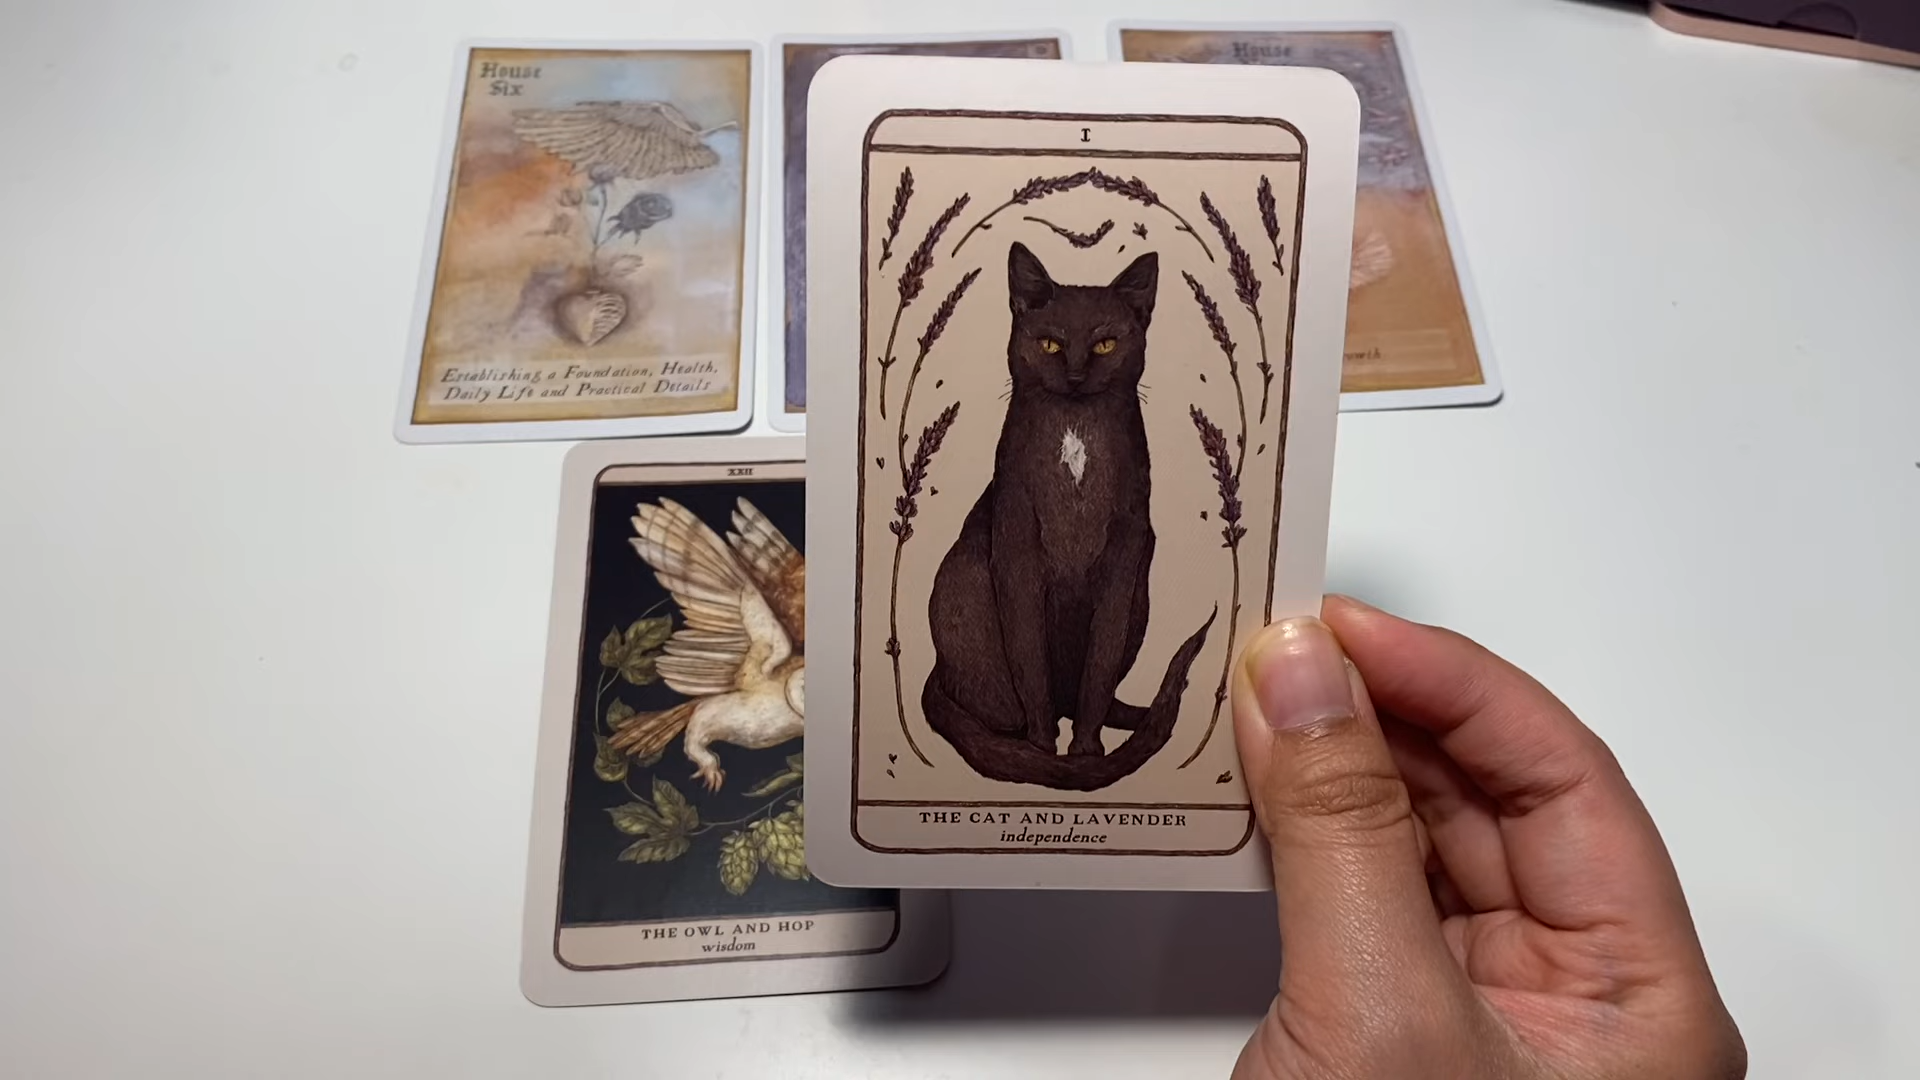 House
Six
Establishing a Foundation, Health,
Daily Life and Practical Details
House
I
THE CAT AND LAVENDER
independence
XXII
THE OWL AND HOP
wisdom